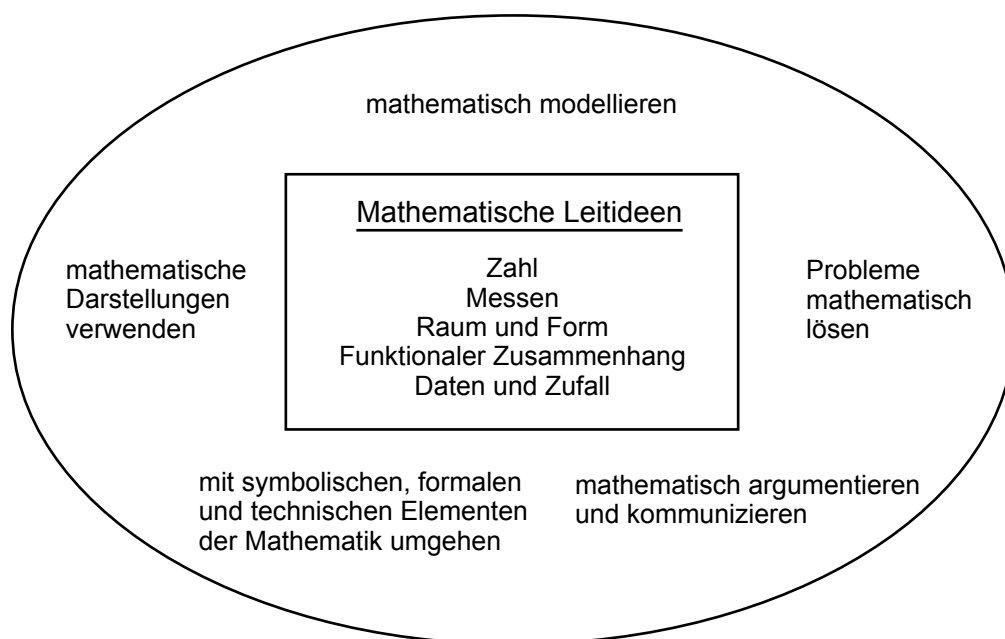 mathematisch modellieren
Mathematische Leitideen
Zahl
Messen
Raum und Form
Funktionaler Zusammenhang
Daten und Zufall
mathematische
Darstellungen
verwenden
Probleme
mathematisch
lösen
mit symbolischen, formalen
und technischen Elementen
der Mathematik umgehen
mathematisch argumentieren
und kommunizieren